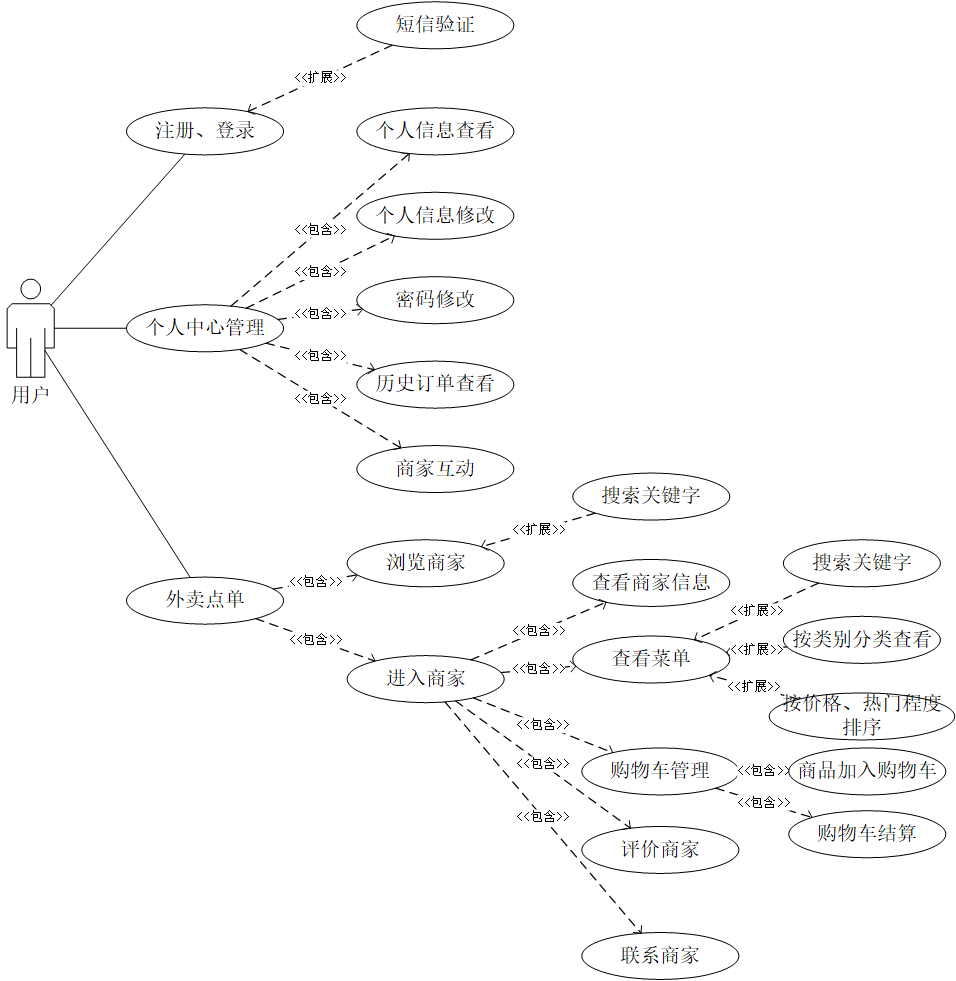 短信验证
<<扩展>>
注册、登录
个人信息查看
<<包含>>
个人信息修改
<<包含>>
密码修改
<<包含>>
个人中心管理
<<包含>>
历史订单查看
<<包含>>
用户
商家互动
搜索关键字
<<扩展>>
浏览商家
搜索关键字
<<包含>>
查看商家信息
外卖点单
<<扩展>>
<<包含>>
<<包含>>
按类别分类查看
<<扩展>>
查看菜单
<<包含>>
进入商家
<<扩展>>
按价格、热门程度
排序
<<包含>>
购物车管理
<<包含>>
商品加入购物车
<<包含>>
<<包含>>
<<包含>>
购物车结算
评价商家
联系商家